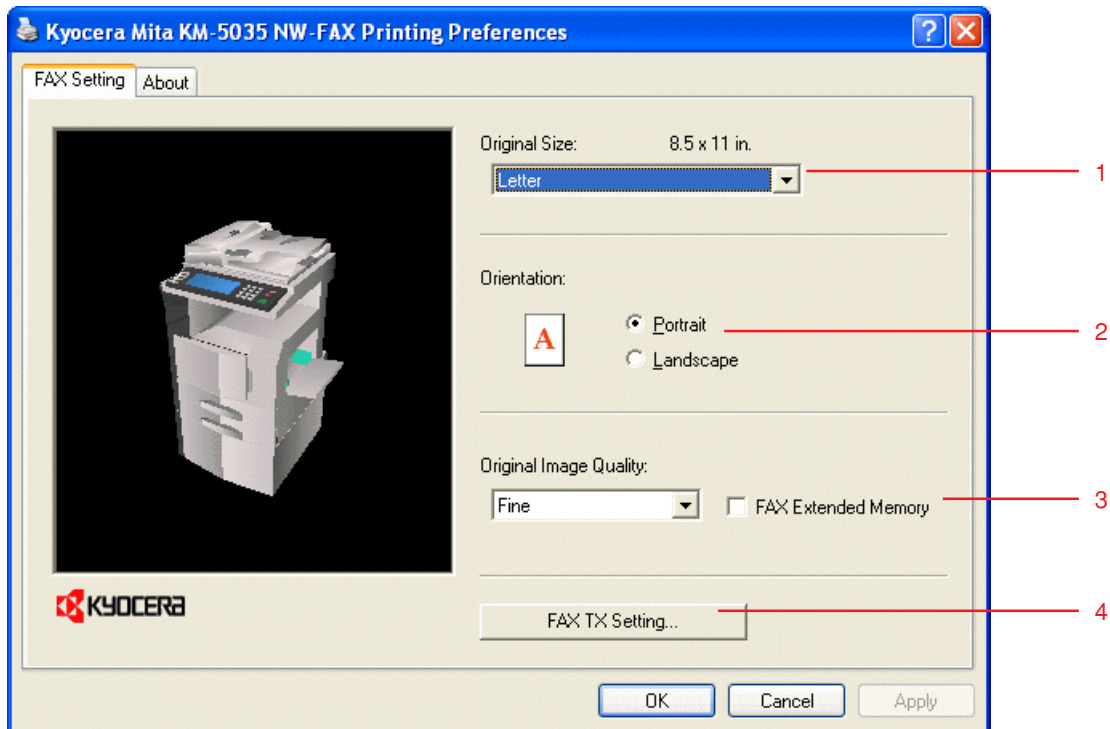 Kyocera Mita KM-5035 NW-FAX Printing Preferences
FAX Setting
About
Original Size: 8.5 x 11 in.
Letter
1
Orientation:
A
Portrait
2
Landscape
Original Image Quality:
Fine
FAX Extended Memory
3
KYOCERA
FAX TX Setting...
4
OK
Cancel
Apply